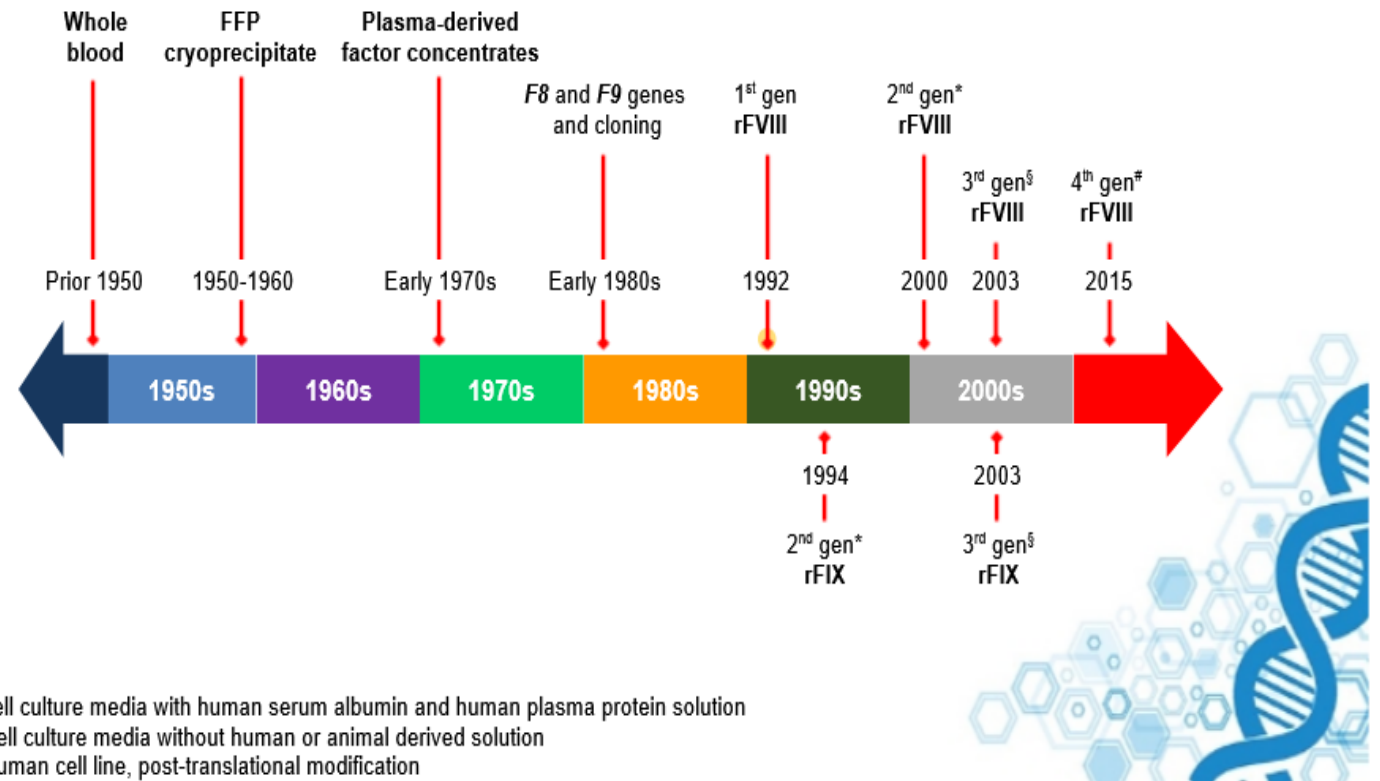 Whole
blood
FFP
cryoprecipitate
Plasma-derived
factor concentrates
F8 and F9 genes
and cloning
1st gen
rFVIII
2nd gen*
rFVIII
3rd gen§
rFVIII
4th gen#
rFVIII
Prior 1950
1950-1960
Early 1970s
Early 1980s
1992
2000
2003
2015
1950s
1960s
1970s
1980s
1990s
2000s
1994
2003
2nd gen*
rFIX
3rd gen§
rFIX
ell culture media with human serum albumin and human plasma protein solution
ell culture media without human or animal derived solution
uman cell line, post-translational modification